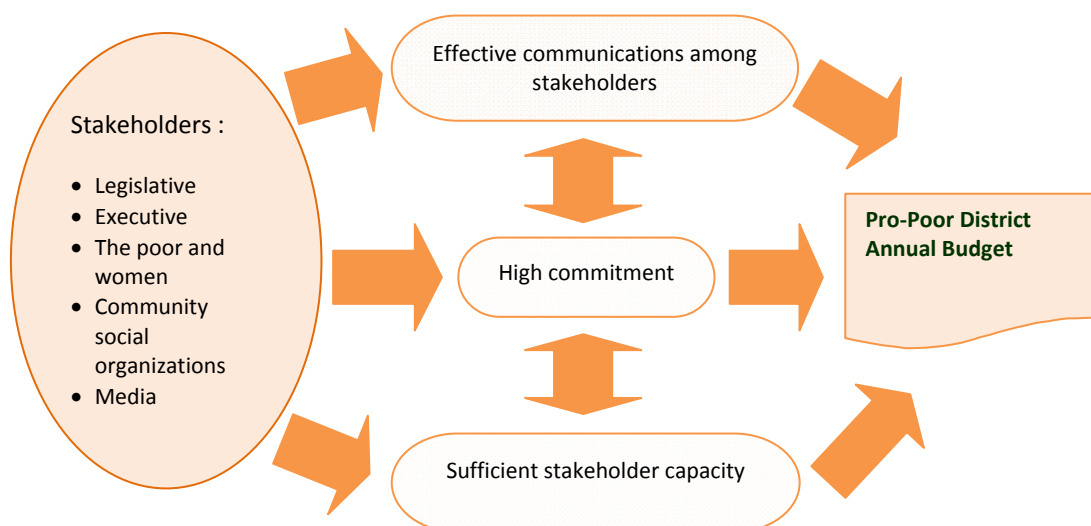 Effective communications among
stakeholders
Stakeholders :
• Legislative
• Executive
• The poor and
women
• Community
social
organizations
• Media
High commitment
Pro-Poor District
Annual Budget
Sufficient stakeholder capacity